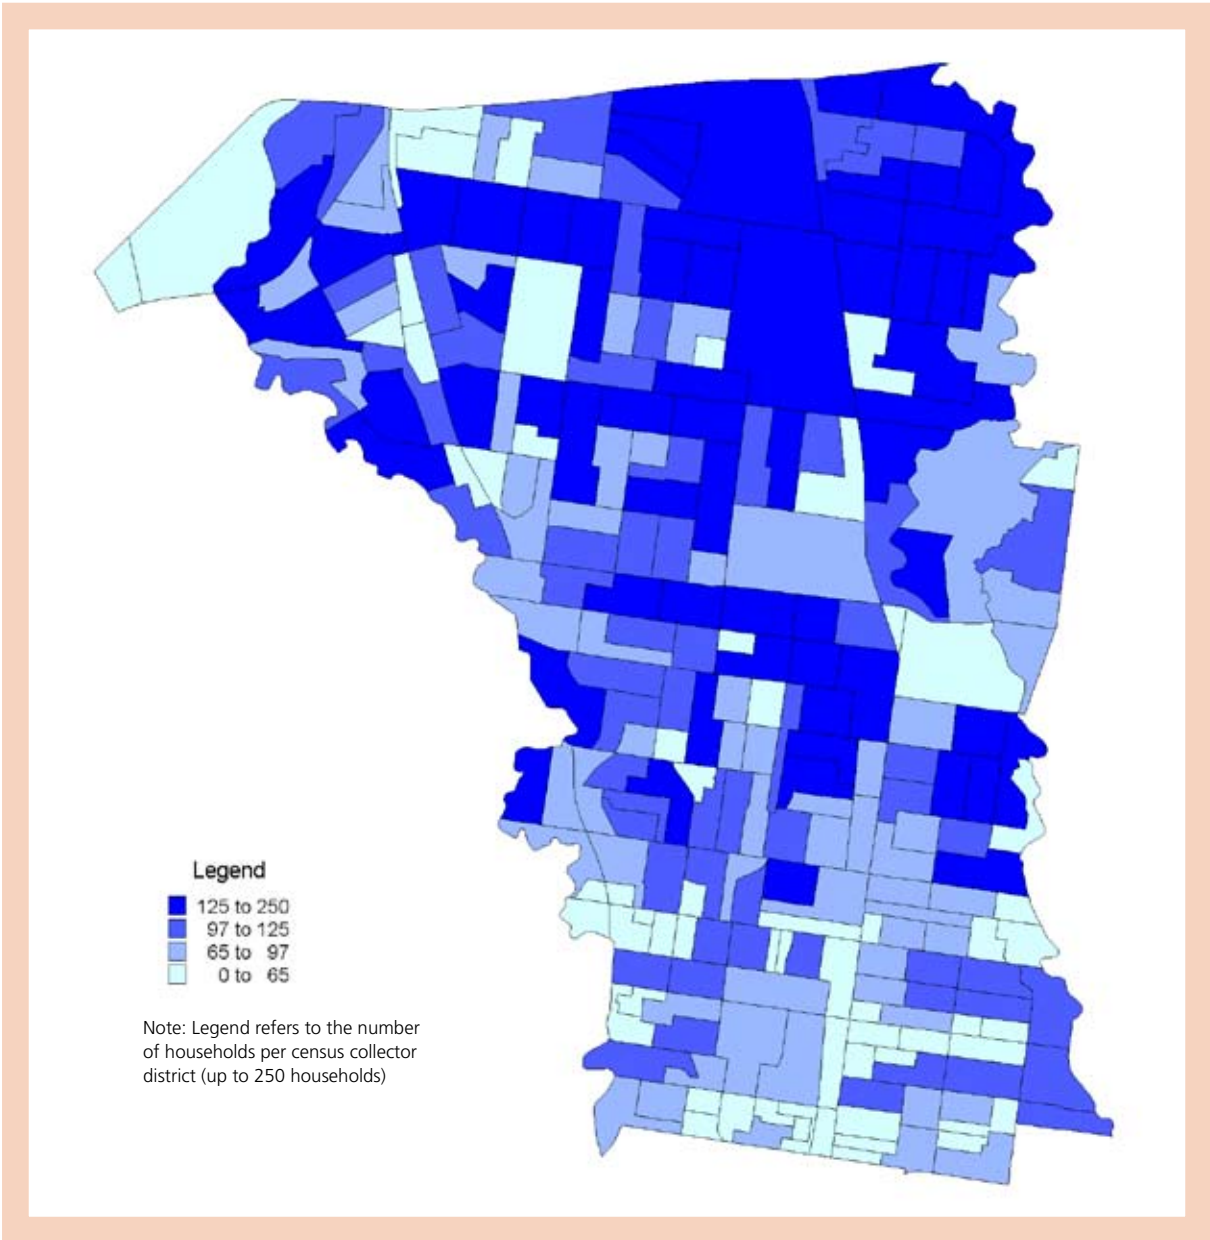 Legend
125 to 250
97 to 125
65 to 97
0 to 65
Note: Legend refers to the number
of households per census collector
district (up to 250 households)